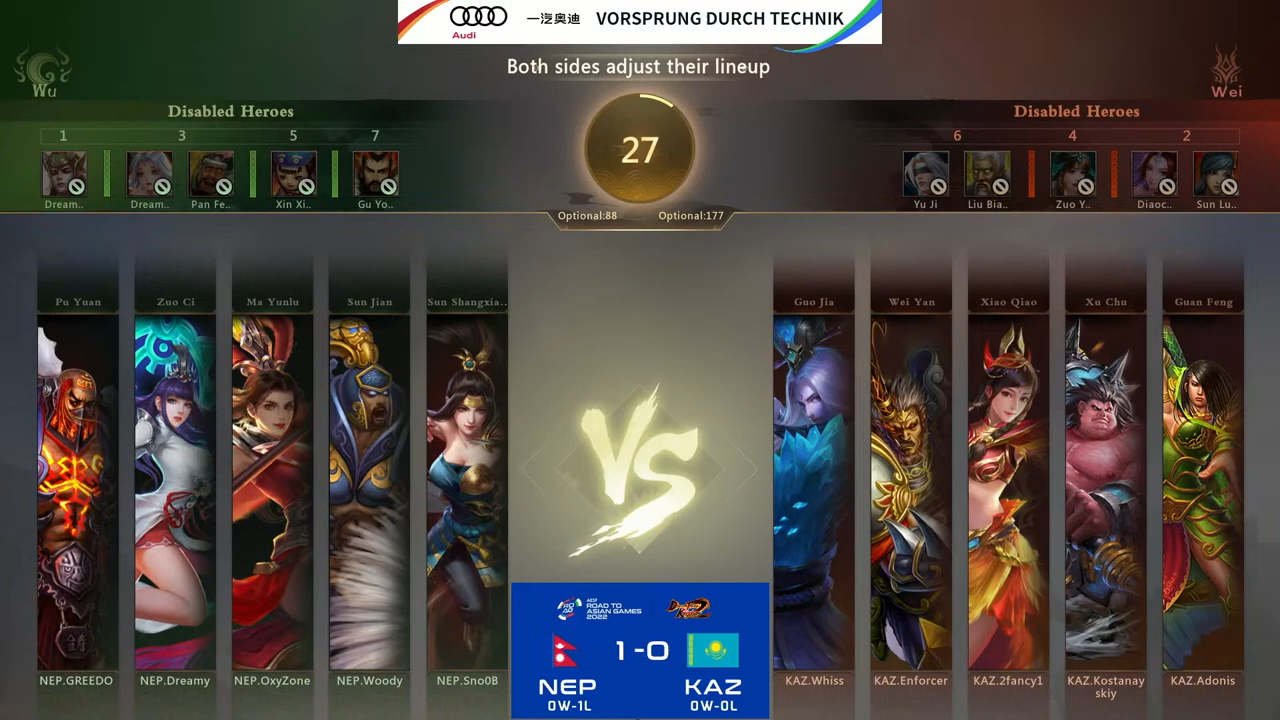 Audi
一汽奥迪
VORSPRUNG DURCH TECHNIK
Both sides adjust their lineup
Wu
Wei
Disabled Heroes
Disabled Heroes
1 3 5 7
27
6 4 2
Dream.. Dream.. Pan Fe.. Xin Xi.. Gu Yo..
Yu Ji Liu Bia.. Zuo Y.. Diaoc.. Sun Lu..
Optional:88 Optional:177
Pu Yuan Zuo Ci Ma Yunlu Sun Jian Sun Shangxia..
Guo Jia Wei Yan Xiao Qiao Xu Chu Guan Feng
VS
AESF
ROAD TO
ASIAN GAMES
2022
1-0
NEP KAZ
0W-1L 0W-0L
NEP.GREEDO NEP.Dreamy NEP.OxyZone NEP.Woody NEP.Sno0B
KAZ.Whiss KAZ.Enforcer KAZ.2fancy1 KAZ.Kostanay
skiy
KAZ.Adonis